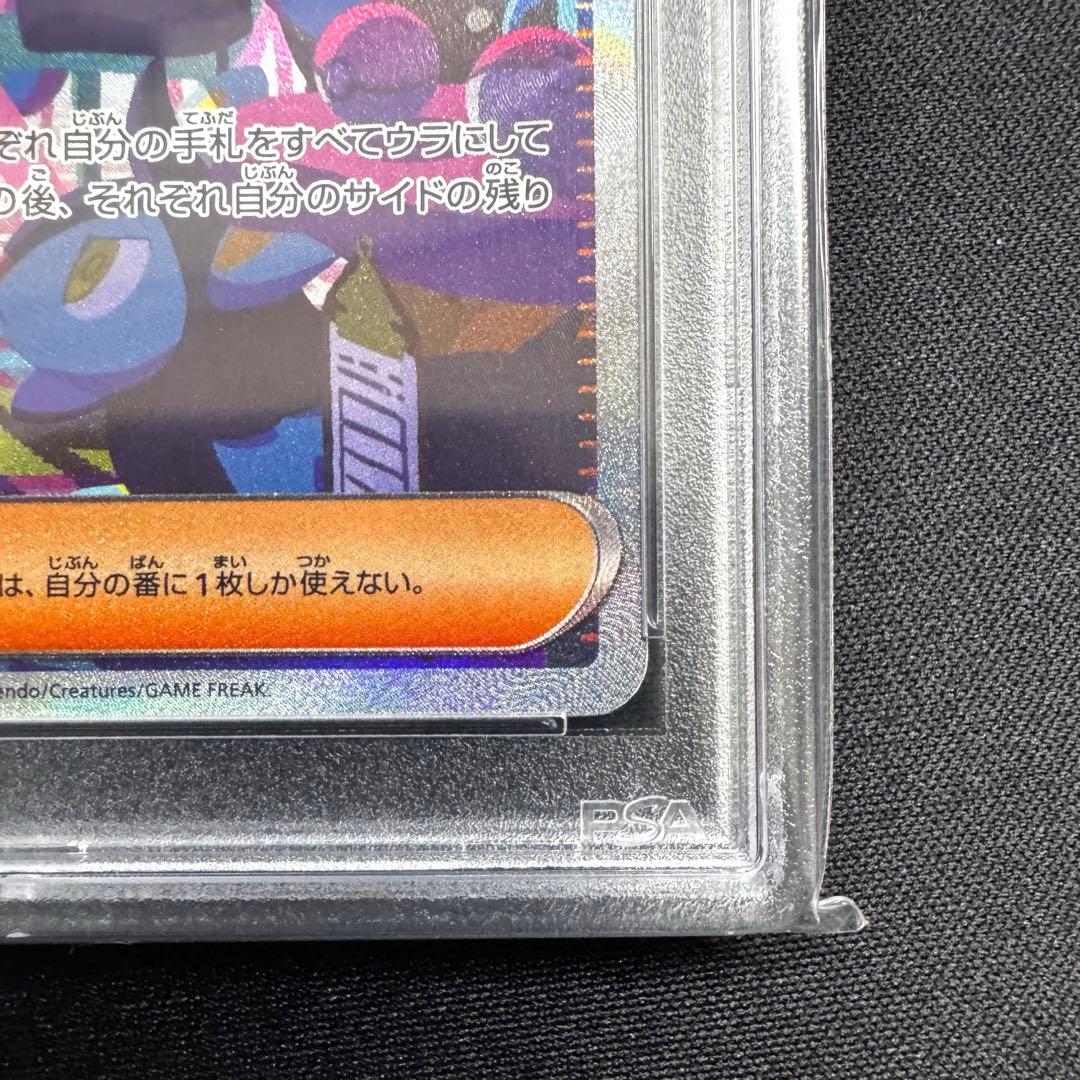 ぞれ自分の手札をすべてウラにして
の後、それぞれ自分のサイドの残り
は、自分の番に1枚しか使えない。
endo/Creatures/GAME FREAK.
PSA